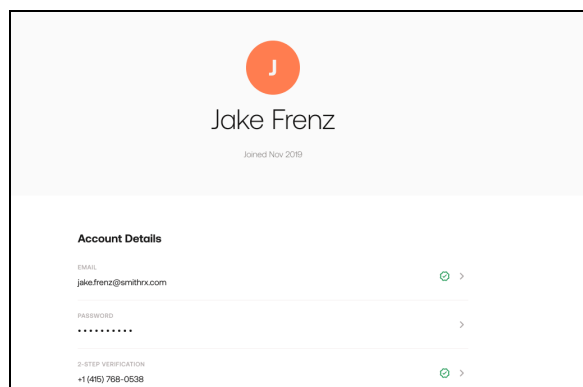 J
Jake Frenz
Joined Nov 2019
Account Details
EMAIL
jake.frenz@smithrx.com
PASSWORD
••••••••••
2-STEP VERIFICATION
+1 (415) 768-0538